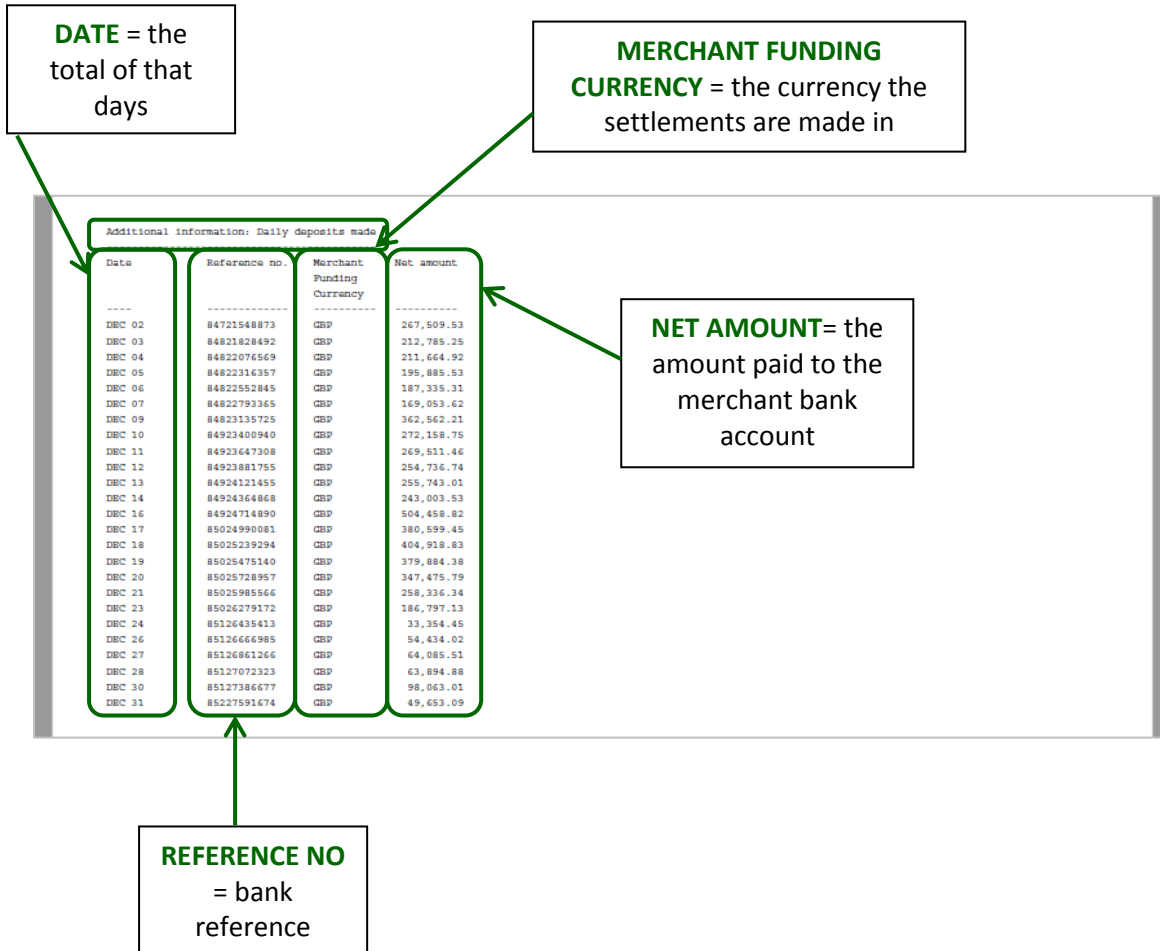 DATE = the
total of that
days
MERCHANT FUNDING
CURRENCY = the currency the
settlements are made in
Additional information: Daily deposits made
-------------------------------------------
Date Reference no. Merchant Net amount
Funding
Currency
---- ------------- ---------- ----------
DEC 02 84721548873 GBP 267,509.53
DEC 03 84821828492 GBP 212,785.25
DEC 04 84822076569 GBP 211,664.92
DEC 05 84822316357 GBP 195,885.53
DEC 06 84822552845 GBP 187,335.31
DEC 07 84822793365 GBP 169,053.62
DEC 09 84823135725 GBP 362,562.21
DEC 10 84923400940 GBP 272,158.75
DEC 11 84923647308 GBP 269,511.46
DEC 12 84923881755 GBP 254,736.74
DEC 13 84924121455 GBP 255,743.01
DEC 14 84924364868 GBP 243,003.53
DEC 16 84924714890 GBP 504,458.82
DEC 17 85024990081 GBP 380,599.45
DEC 18 85025239294 GBP 404,918.83
DEC 19 85025475140 GBP 379,884.38
DEC 20 85025728957 GBP 347,475.79
DEC 21 85025985566 GBP 258,336.34
DEC 23 85026279172 GBP 186,797.13
DEC 24 85126435413 GBP 33,354.45
DEC 26 85126666985 GBP 54,434.02
DEC 27 85126861266 GBP 64,085.51
DEC 28 85127072323 GBP 63,894.88
DEC 30 85127386677 GBP 98,063.01
DEC 31 85227591674 GBP 49,653.09
NET AMOUNT= the
amount paid to the
merchant bank
account
REFERENCE NO
= bank
reference